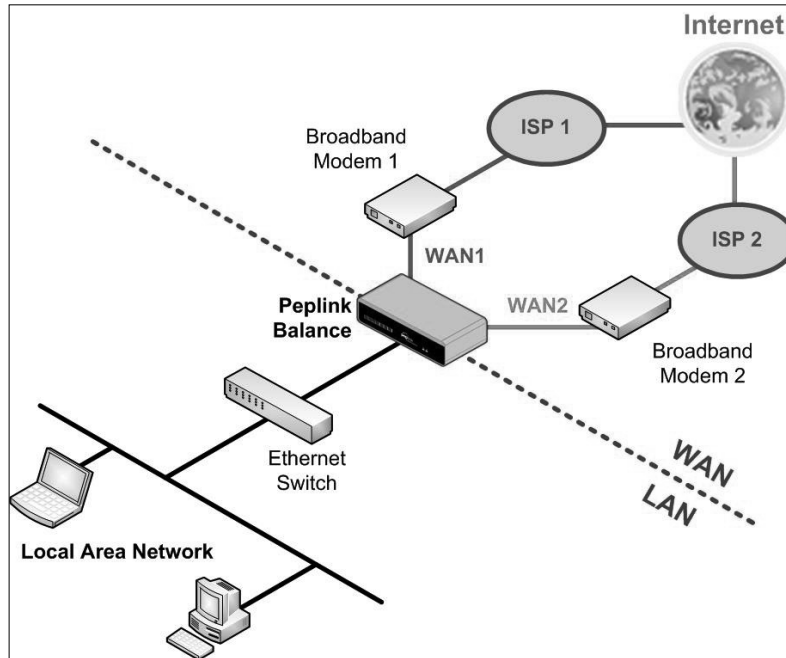 Internet
ISP 1
Broadband
Modem 1
ISP 2
WAN1
Peplink
Balance
WAN2
Broadband
Modem 2
Ethernet
Switch
WAN
LAN
Local Area Network